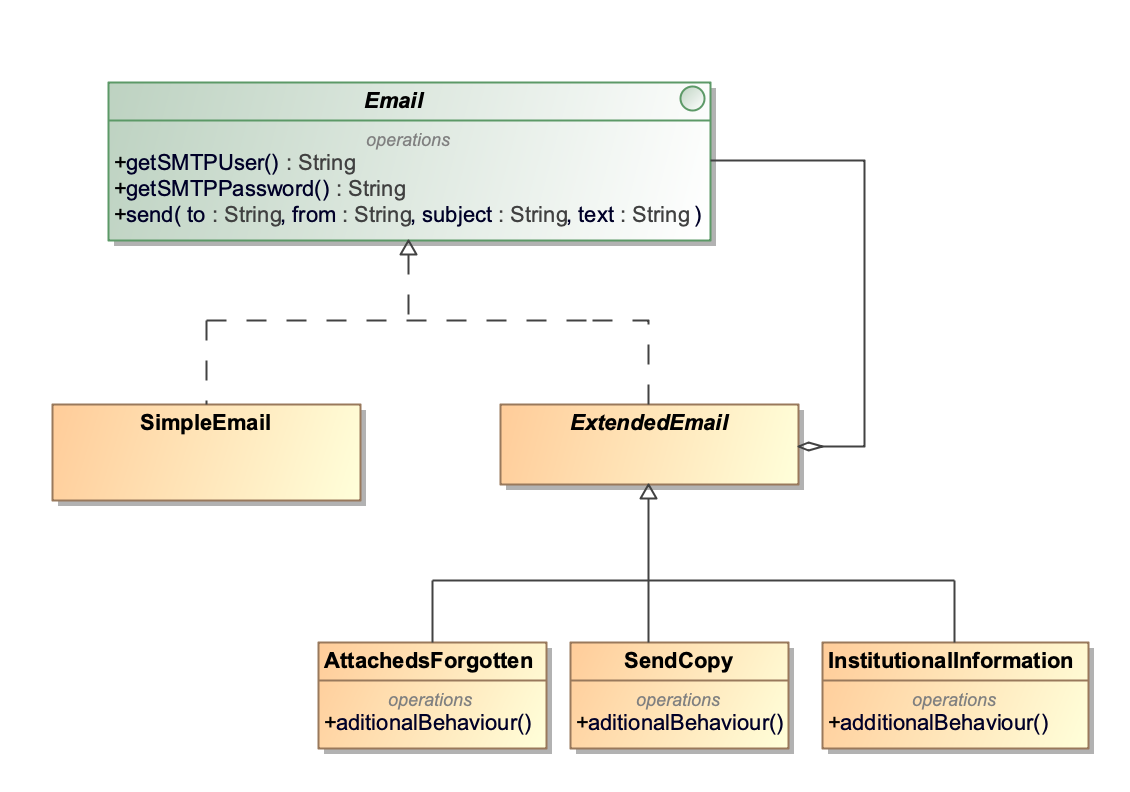 Email
operations
+getSMTPUser() : String
+getSMTPPassword() : String
+send( to : String, from : String, subject : String, text : String )
SimpleEmail
ExtendedEmail
AttachedsForgotten
operations
+aditionalBehaviour()
SendCopy
operations
+aditionalBehaviour()
InstitutionalInformation
operations
+additionalBehaviour()